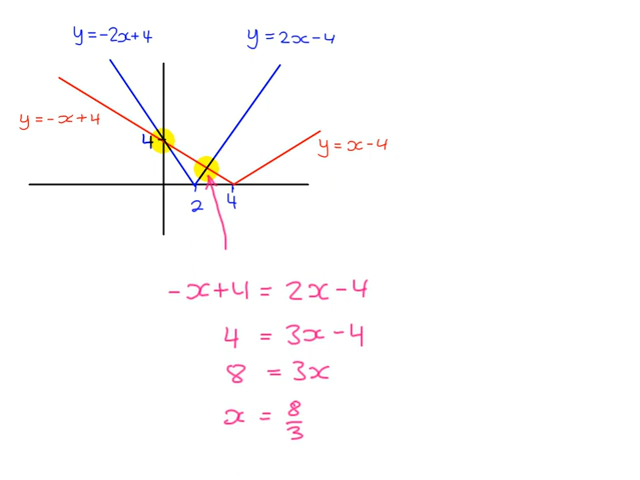 y = -2x + 4
y = 2x - 4
y = -x + 4
4
y = x - 4
2
4
-x + 4 = 2x - 4
4 = 3x - 4
8 = 3x
x = 8/3